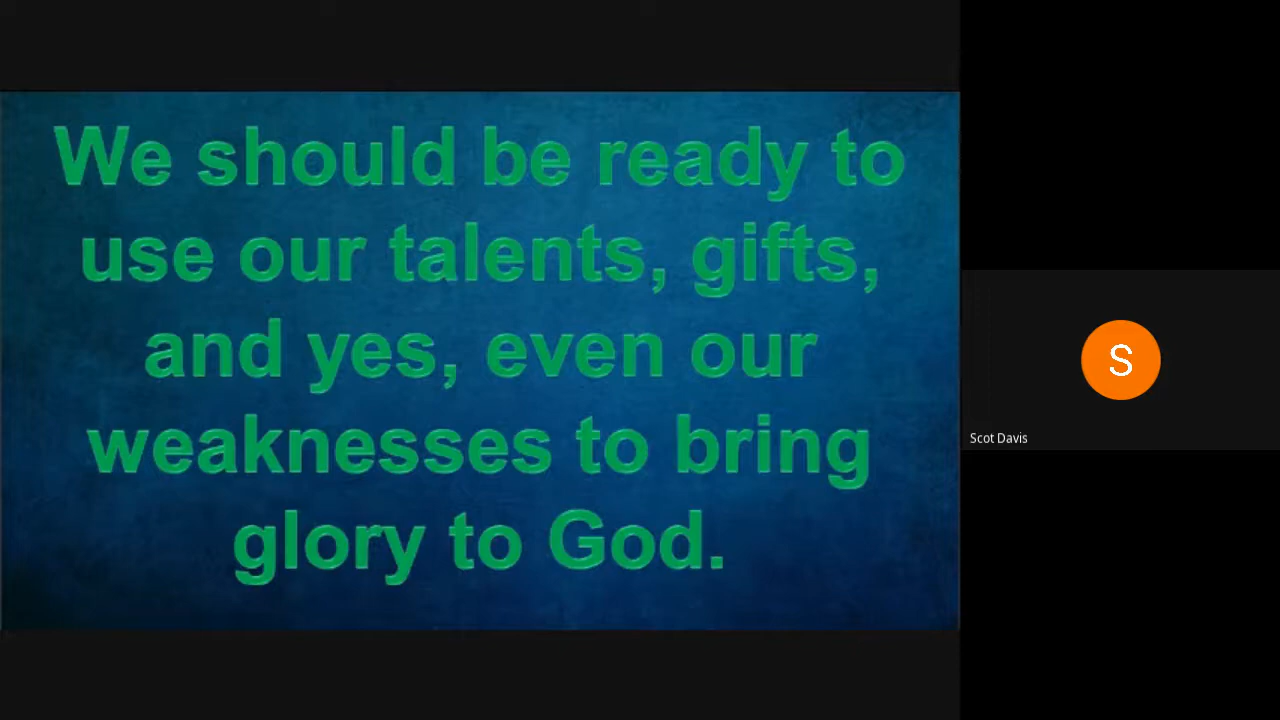 We should be ready to
use our talents, gifts,
and yes, even our
weaknesses to bring
glory to God.
S
Scot Davis